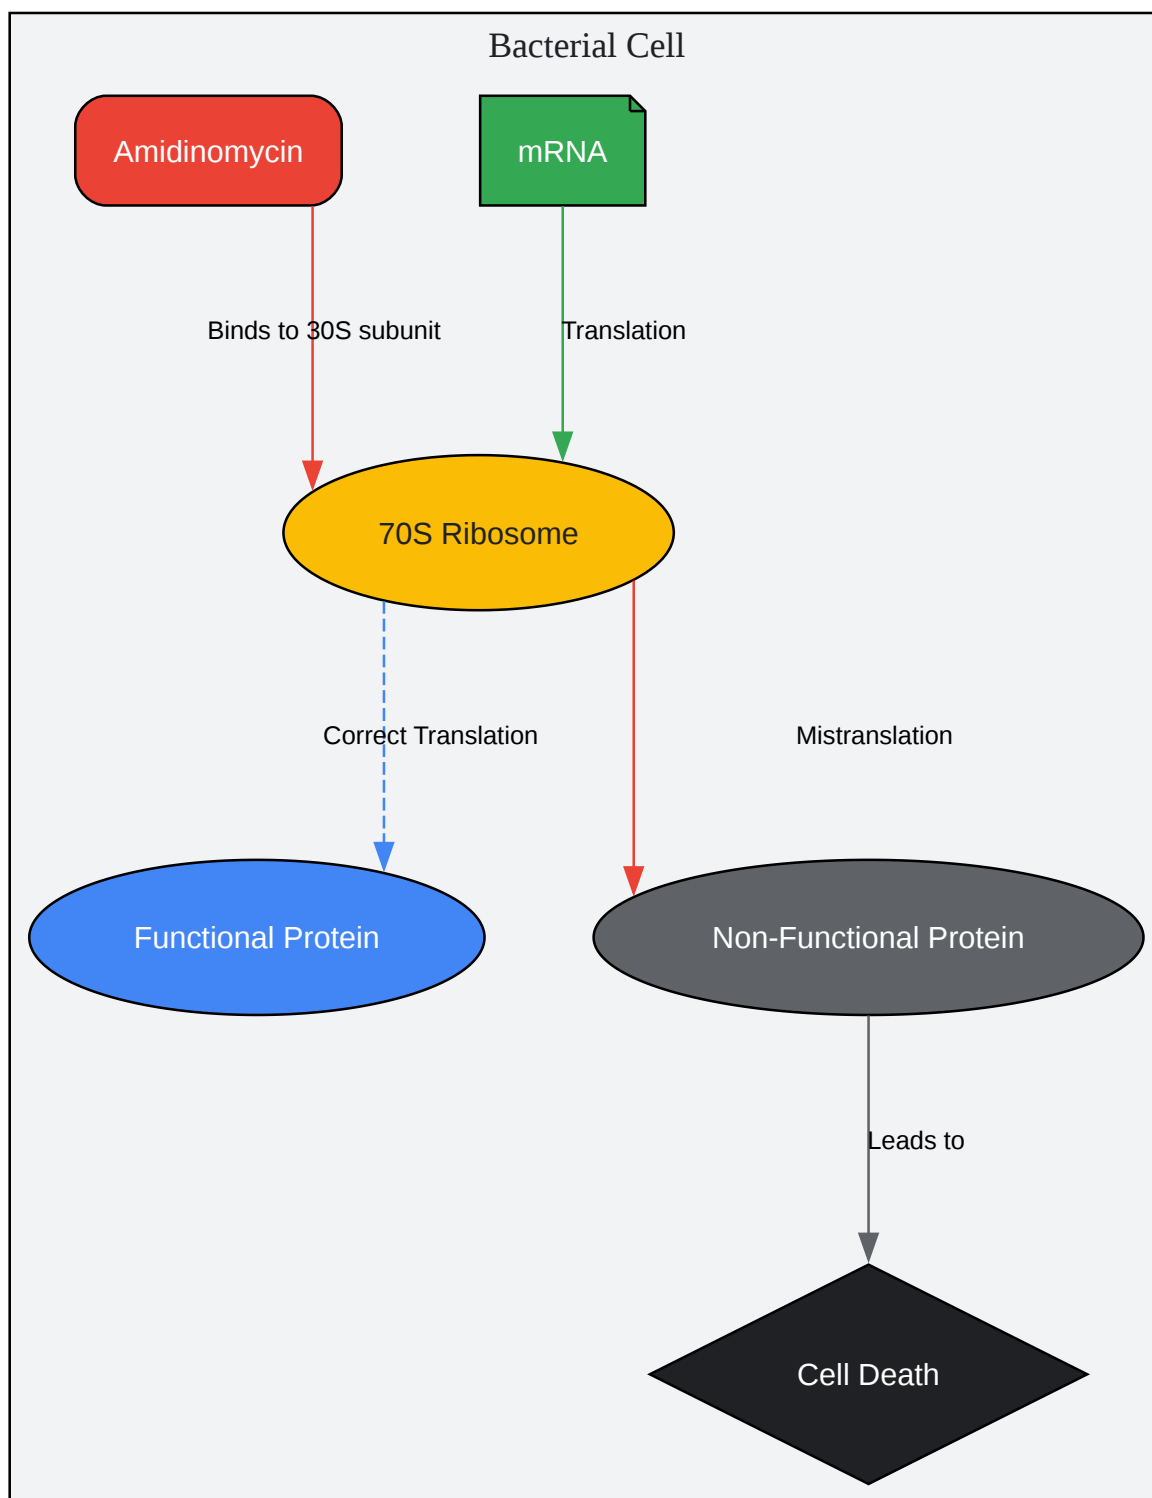 Bacterial Cell
Amidinomycin
mRNA
Binds to 30S subunit
Translation
70S Ribosome
Correct Translation
Mistranslation
Functional Protein
Non-Functional Protein
Leads to
Cell Death